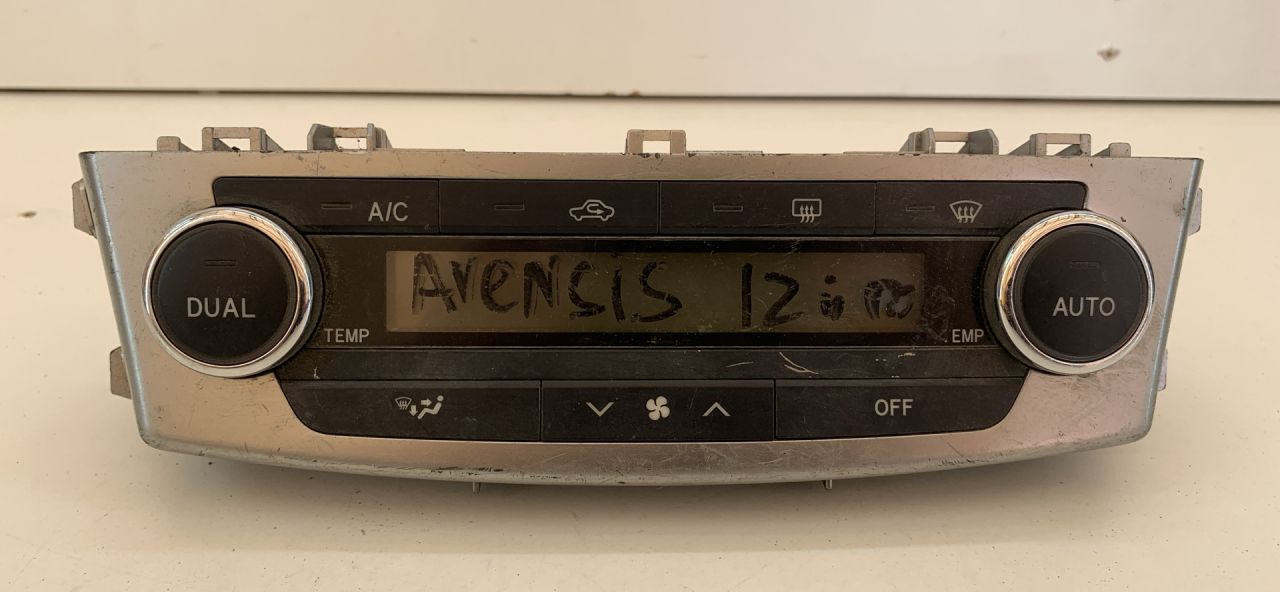 A/C
DUAL
AVENSIS 12
AUTO
TEMP
EMP
OFF